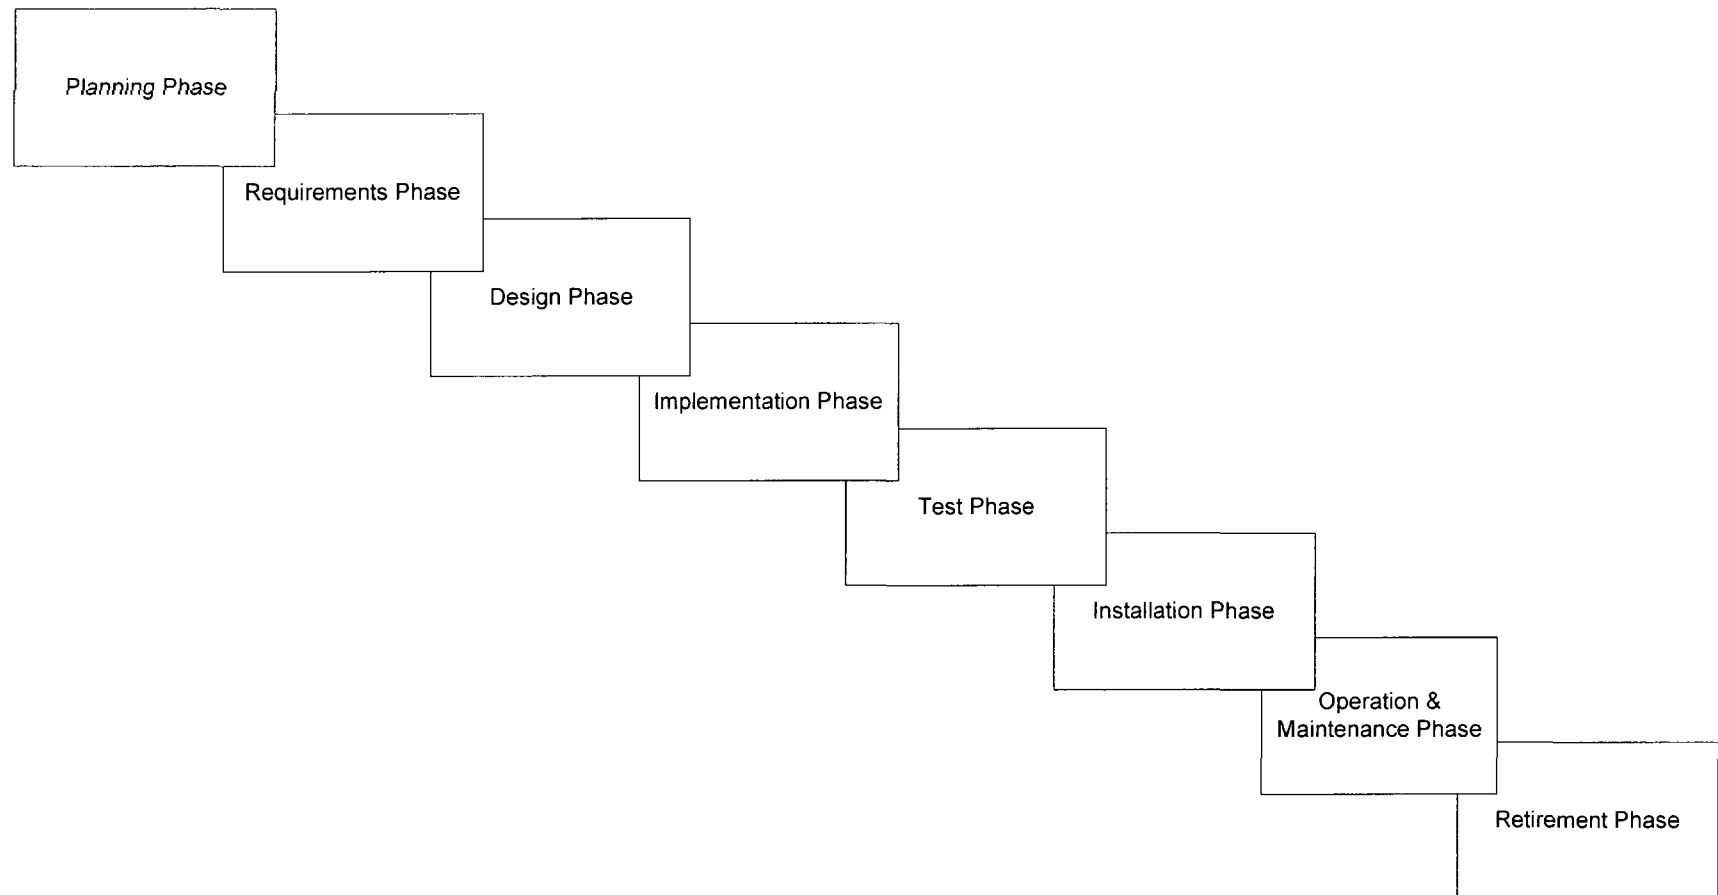 Planning Phase
Requirements Phase
Design Phase
Implementation Phase
Test Phase
Installation Phase
Operation &
Maintenance Phase
Retirement Phase